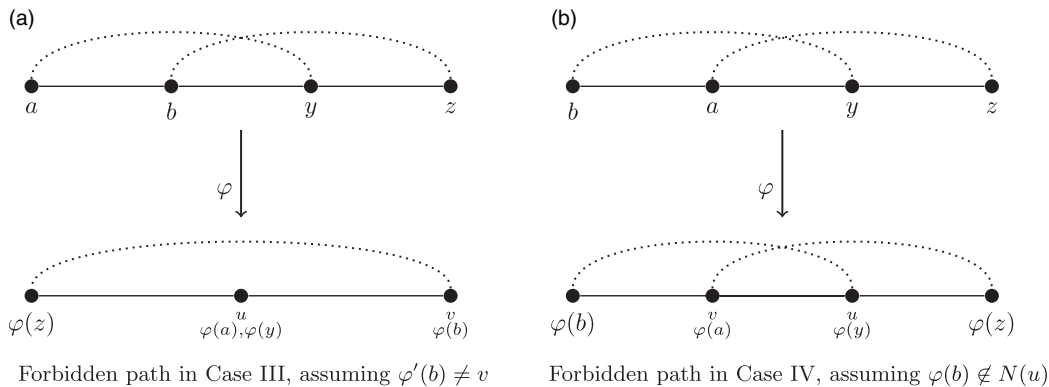 (a) (b)
a b y z b a y z
φ φ
φ(z) u v φ(b) v u φ(z)
φ(a),φ(y) φ(b) φ(a) φ(y)
Forbidden path in Case III, assuming φ′(b) ≠ v Forbidden path in Case IV, assuming φ(b) ∉ N(u)